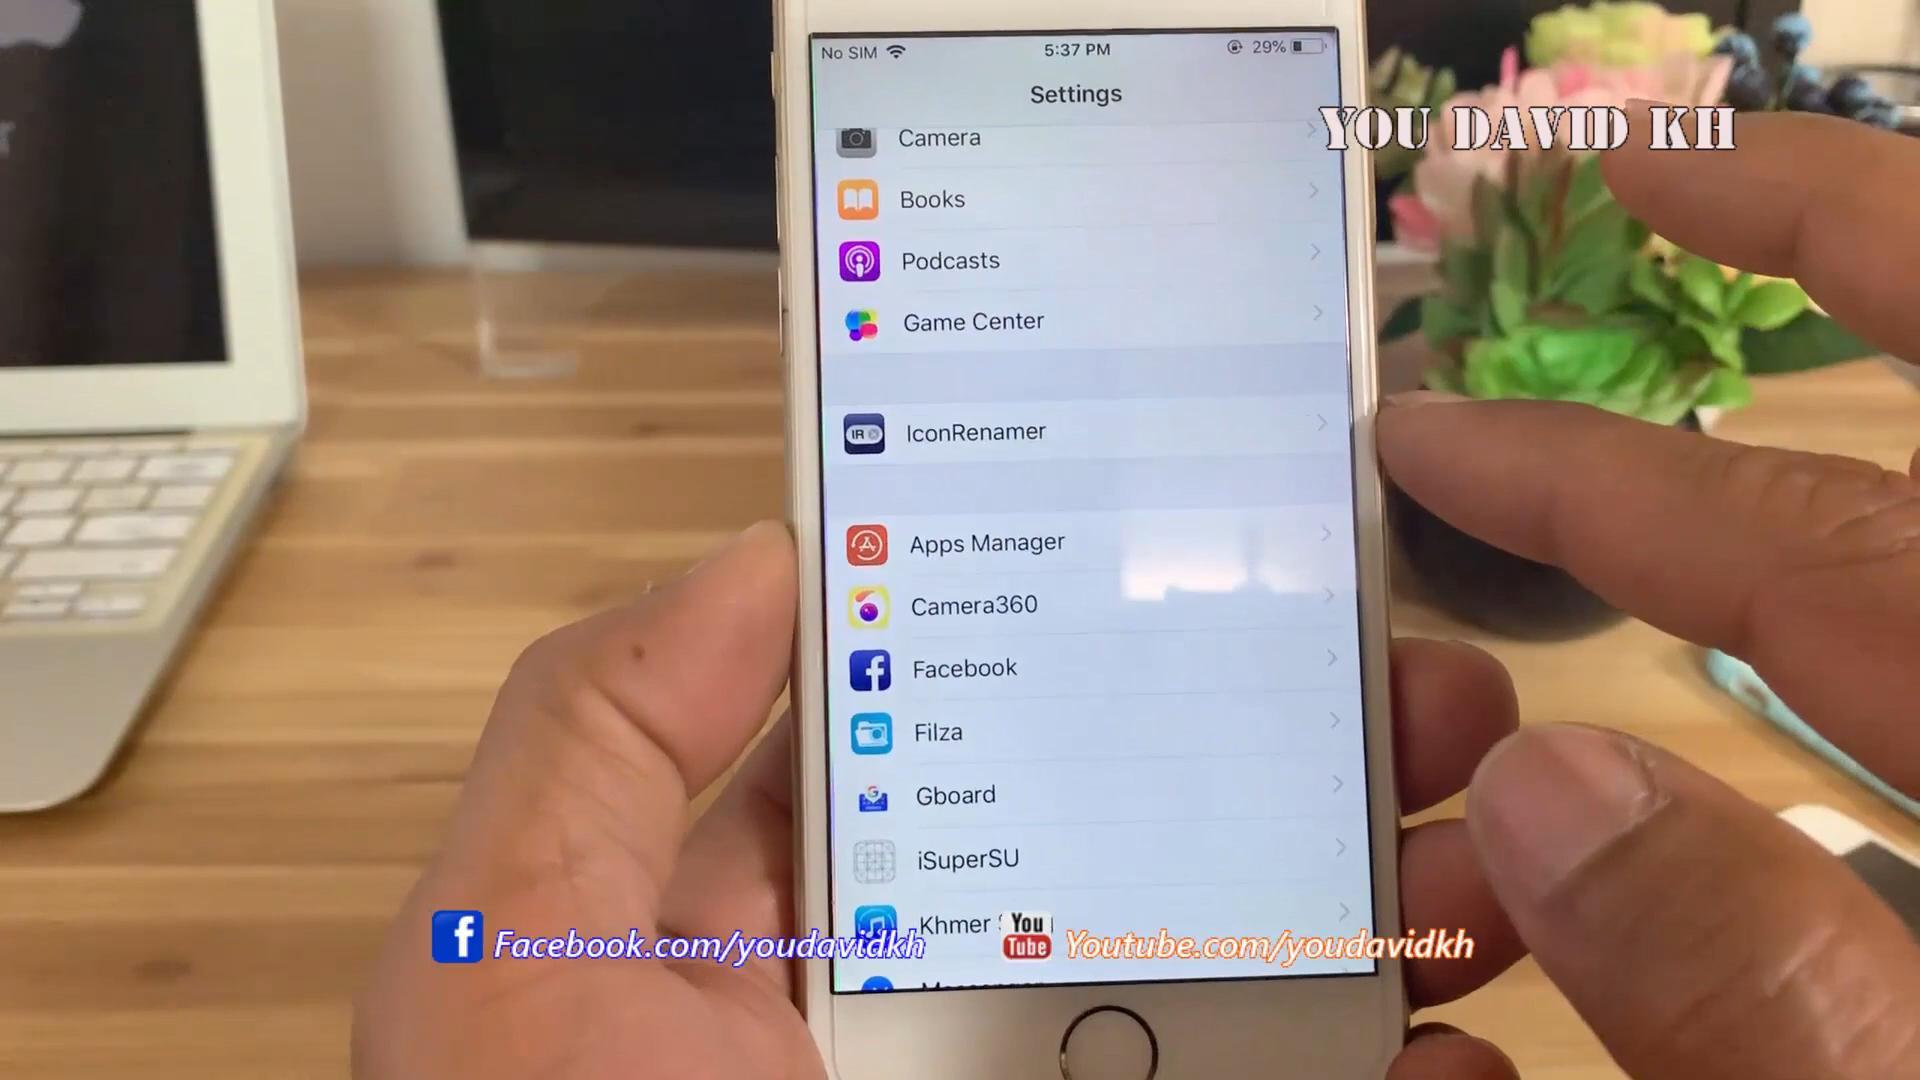 No SIM 5:37 PM 29%
Settings
YOU DAVID KH
Camera
Books
Podcasts
Game Center
IR
IconRenamer
Apps Manager
Camera360
Facebook
Filza
Gboard
iSuperSU
Khmer
Facebook.com/youdavidkh
You Tube
Youtube.com/youdavidkh